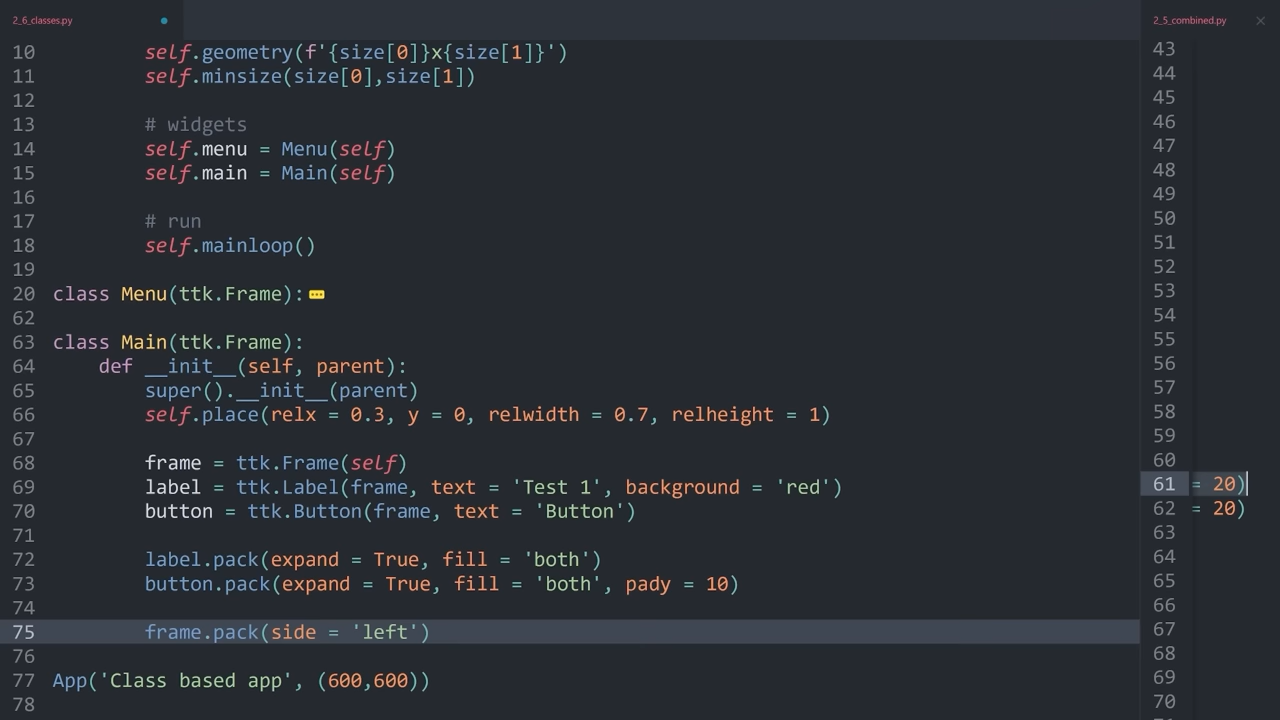 2_6_classes.py
2_5_combined.py
10 self.geometry(f'{size[0]}x{size[1]}')
11 self.minsize(size[0],size[1])
12
13 # widgets
14 self.menu = Menu(self)
15 self.main = Main(self)
16
17 # run
18 self.mainloop()
19
20 class Menu(ttk.Frame):
62
63 class Main(ttk.Frame):
64 def __init__(self, parent):
65 super().__init__(parent)
66 self.place(relx = 0.3, y = 0, relwidth = 0.7, relheight = 1)
67
68 frame = ttk.Frame(self)
69 label = ttk.Label(frame, text = 'Test 1', background = 'red')
70 button = ttk.Button(frame, text = 'Button')
71
72 label.pack(expand = True, fill = 'both')
73 button.pack(expand = True, fill = 'both', pady = 10)
74
75 frame.pack(side = 'left')
76
77 App('Class based app', (600,600))
78
43
44
45
46
47
48
49
50
51
52
53
54
55
56
57
58
59
60
61 = 20)
62 = 20)
63
64
65
66
67
68
69
70